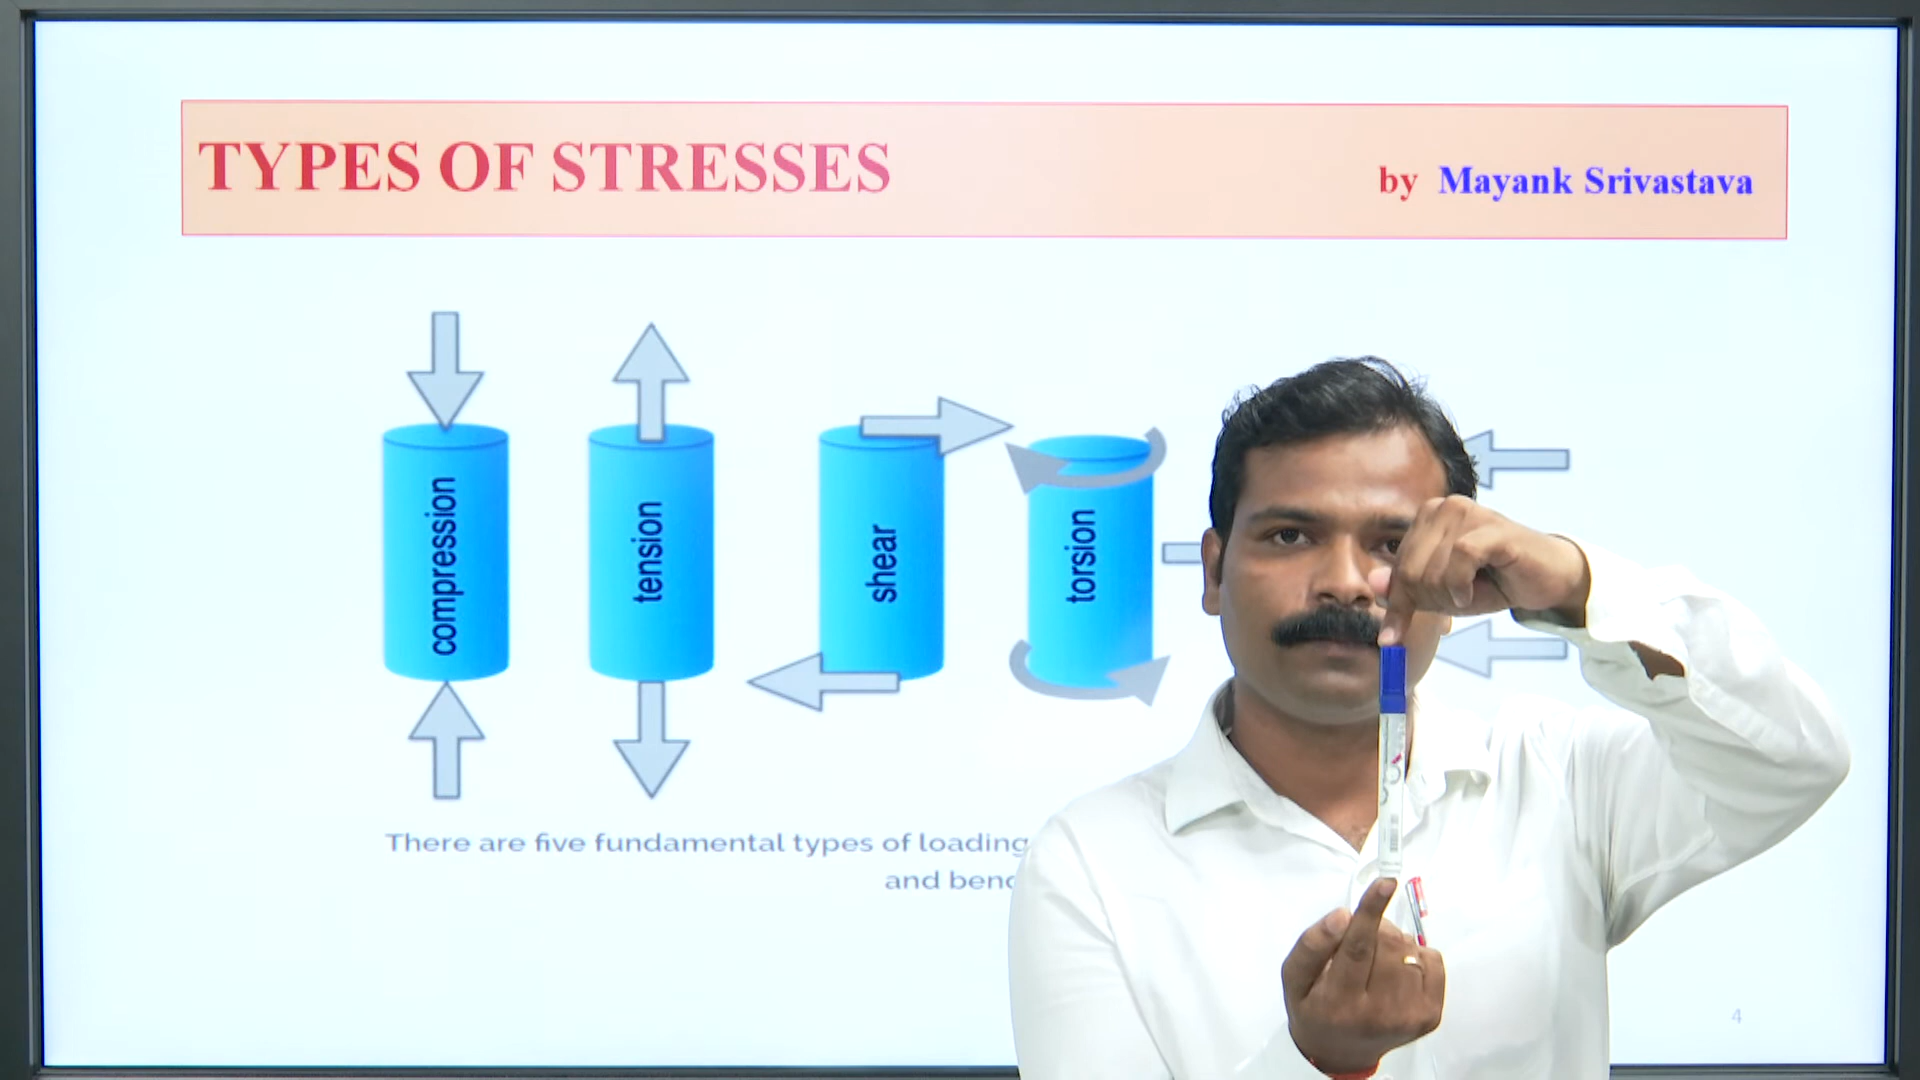 TYPES OF STRESSES
by Mayank Srivastava
compression
tension
shear
torsion
There are five fundamental types of loading
and
4